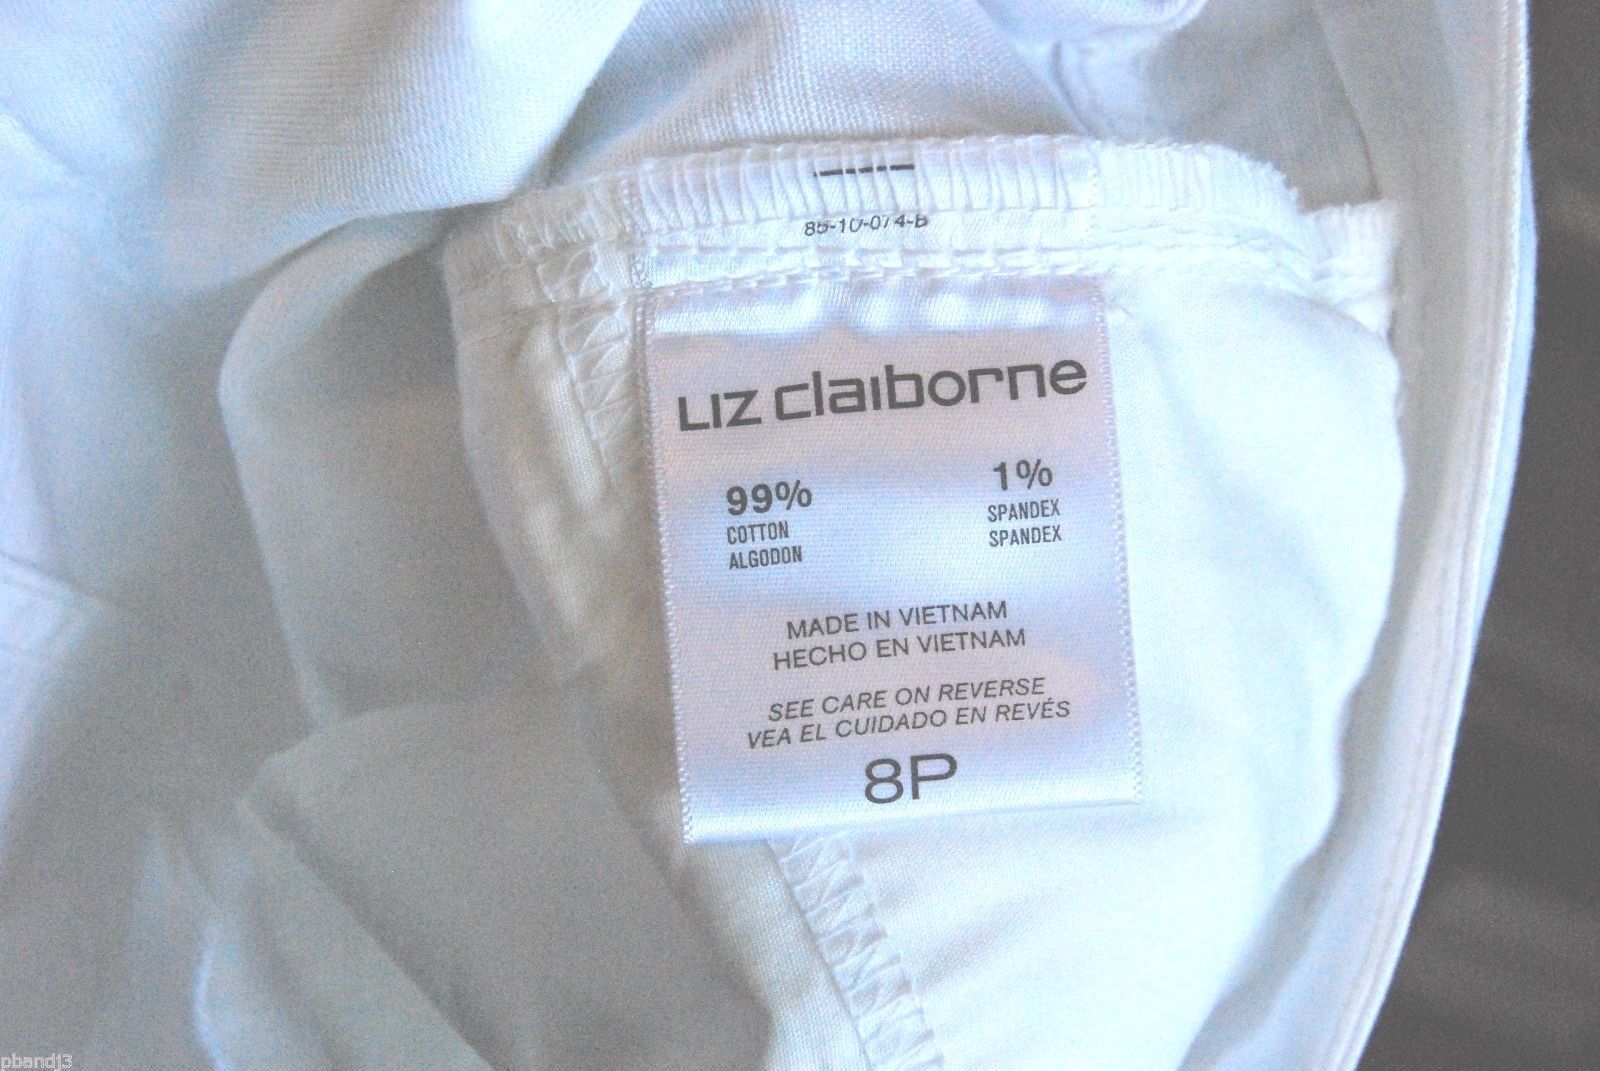 85-10-074-B
LIZ claiborne
99%
COTTON
ALGODON
1%
SPANDEX
SPANDEX
MADE IN VIETNAM
HECHO EN VIETNAM
SEE CARE ON REVERSE
VEA EL CUIDADO EN REVÉS
8P
pbandj3